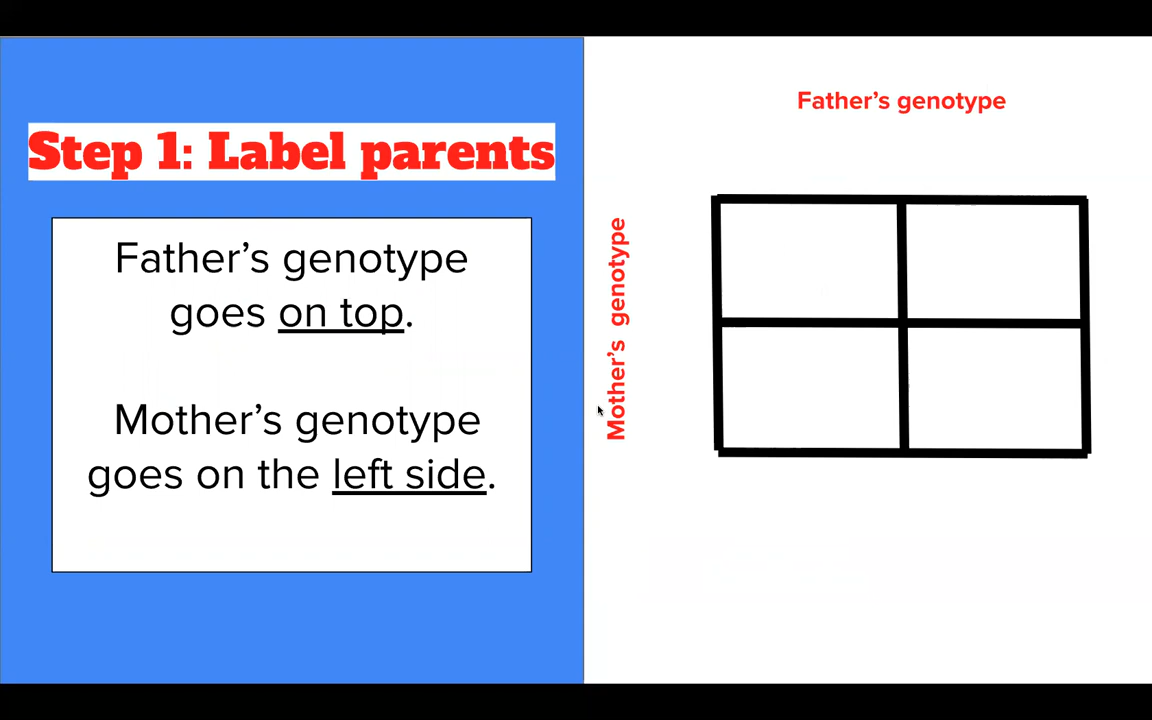 Step 1: Label parents
Father’s genotype
goes on top.
Mother’s genotype
goes on the left side.
Father’s genotype
Mother’s genotype